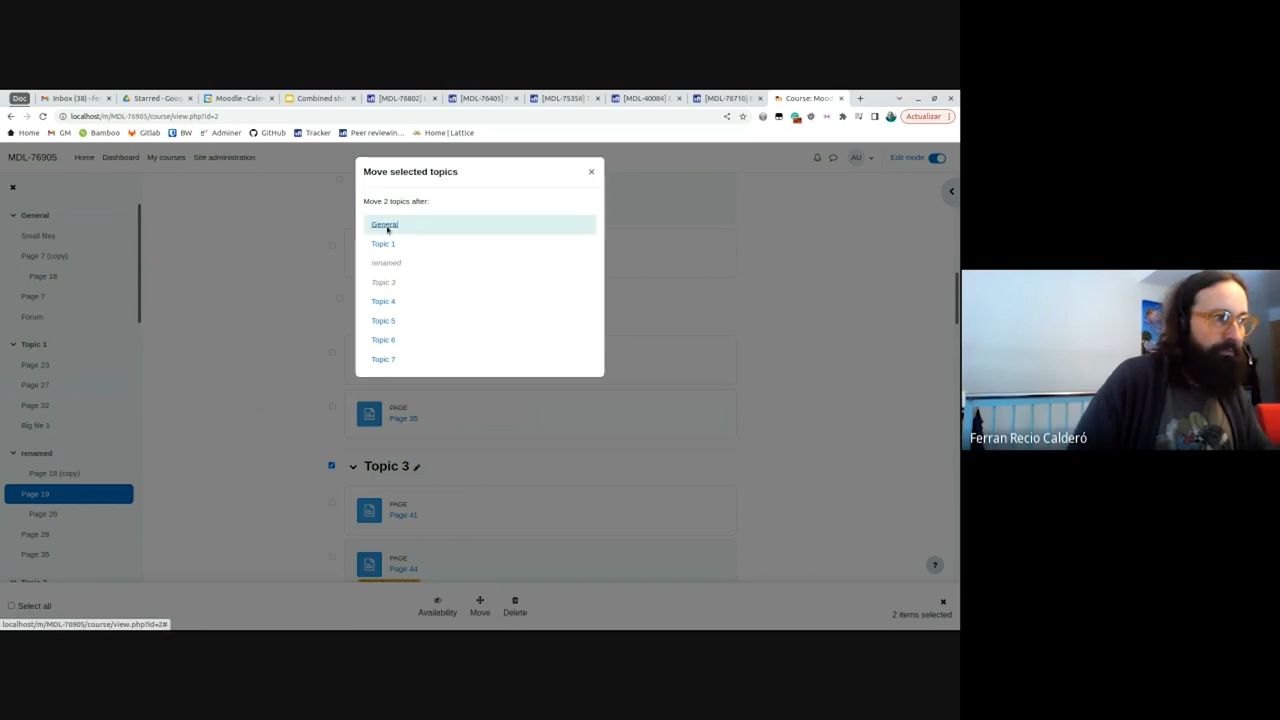 Doc
Inbox (38) - fe
Starred - Goog
Moodle - Cale
Combined sh
[MDL-76802]
[MDL-76405]
[MDL-75356]
[MDL-40084]
[MDL-76710]
Course: Mood
localhost/m/MDL-76905/course/view.php?id=2
Actualizar
Home
GM
Bamboo
Gitlab
BW
Adminer
GitHub
Tracker
Peer reviewin...
Home | Lattice
MDL-76905
Home
Dashboard
My courses
Site administration
AU
Edit mode
General
Small files
Page 7 (copy)
Page 18
Page 7
Forum
Topic 1
Page 23
Page 27
Page 32
Big file 1
renamed
Page 18 (copy)
Page 19
Page 26
Page 28
Page 35
Move selected topics
Move 2 topics after:
General
Topic 1
renamed
Topic 3
Topic 4
Topic 5
Topic 6
Topic 7
PAGE
Page 35
Topic 3
PAGE
Page 41
PAGE
Page 44
?
Select all
Availability
Move
Delete
2 items selected
localhost/m/MDL-76905/course/view.php?id=2#
Ferran Recio Calderó